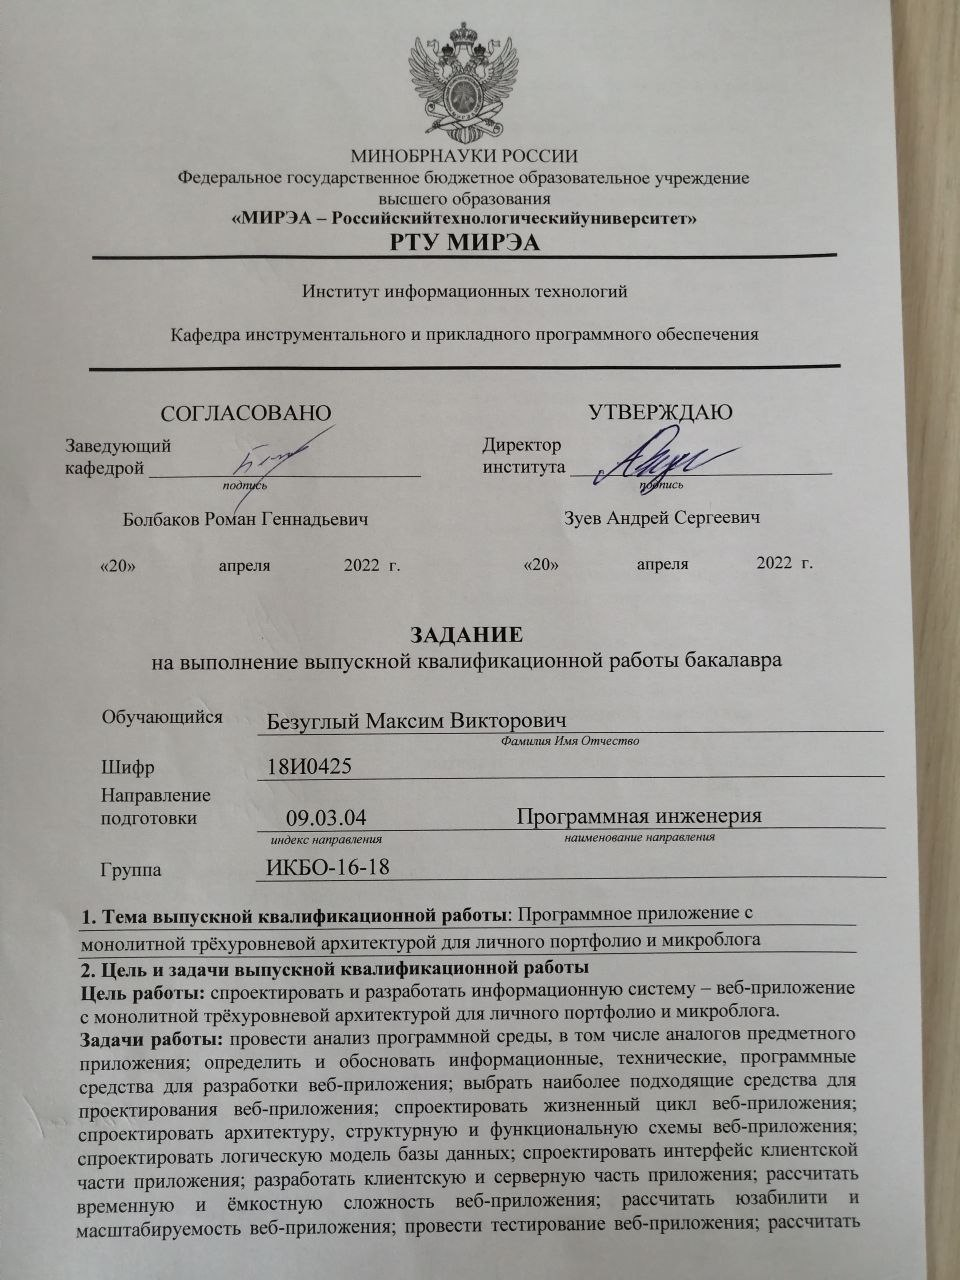 МИНОБРНАУКИ РОССИИ
Федеральное государственное бюджетное образовательное учреждение
высшего образования
«МИРЭА – Российскийтехнологическийуниверситет»
РТУ МИРЭА
Институт информационных технологий
Кафедра инструментального и прикладного программного обеспечения
СОГЛАСОВАНО
Заведующий
кафедрой
подпись
Болбаков Роман Геннадьевич
«20» апреля 2022 г.
УТВЕРЖДАЮ
Директор
института
подпись
Зуев Андрей Сергеевич
«20» апреля 2022 г.
ЗАДАНИЕ
на выполнение выпускной квалификационной работы бакалавра
Обучающийся Безуглый Максим Викторович
Фамилия Имя Отчество
Шифр 18И0425
Направление
подготовки 09.03.04 Программная инженерия
индекс направления наименование направления
Группа ИКБО-16-18
1. Тема выпускной квалификационной работы: Программное приложение с
монолитной трёхуровневой архитектурой для личного портфолио и микроблога
2. Цель и задачи выпускной квалификационной работы
Цель работы: спроектировать и разработать информационную систему – веб-приложение
с монолитной трёхуровневой архитектурой для личного портфолио и микроблога.
Задачи работы: провести анализ программной среды, в том числе аналогов предметного
приложения; определить и обосновать информационные, технические, программные
средства для разработки веб-приложения; выбрать наиболее подходящие средства для
проектирования веб-приложения; спроектировать жизненный цикл веб-приложения;
спроектировать архитектуру, структурную и функциональную схемы веб-приложения;
спроектировать логическую модель базы данных; спроектировать интерфейс клиентской
части приложения; разработать клиентскую и серверную часть приложения; рассчитать
временную и ёмкостную сложность веб-приложения; рассчитать юзабилити и
масштабируемость веб-приложения; провести тестирование веб-приложения; рассчитать